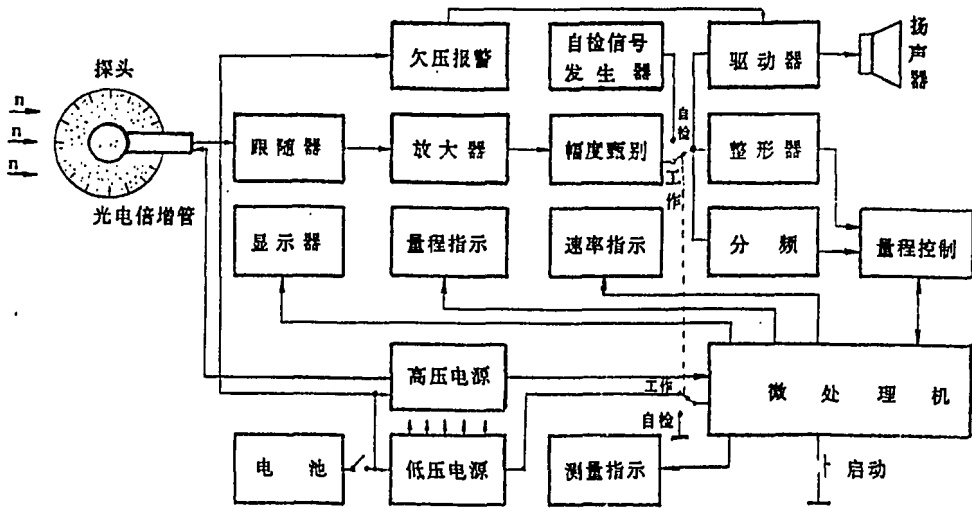 欠压报警
自检信号
发生器
驱动器
扬声器
探头
n
n
n
跟随器
放大器
幅度甄别
自检
工作
整形器
光电倍增管
显示器
量程指示
速率指示
分频
量程控制
高压电源
工作
微处理机
自检
电池
低压电源
测量指示
启动